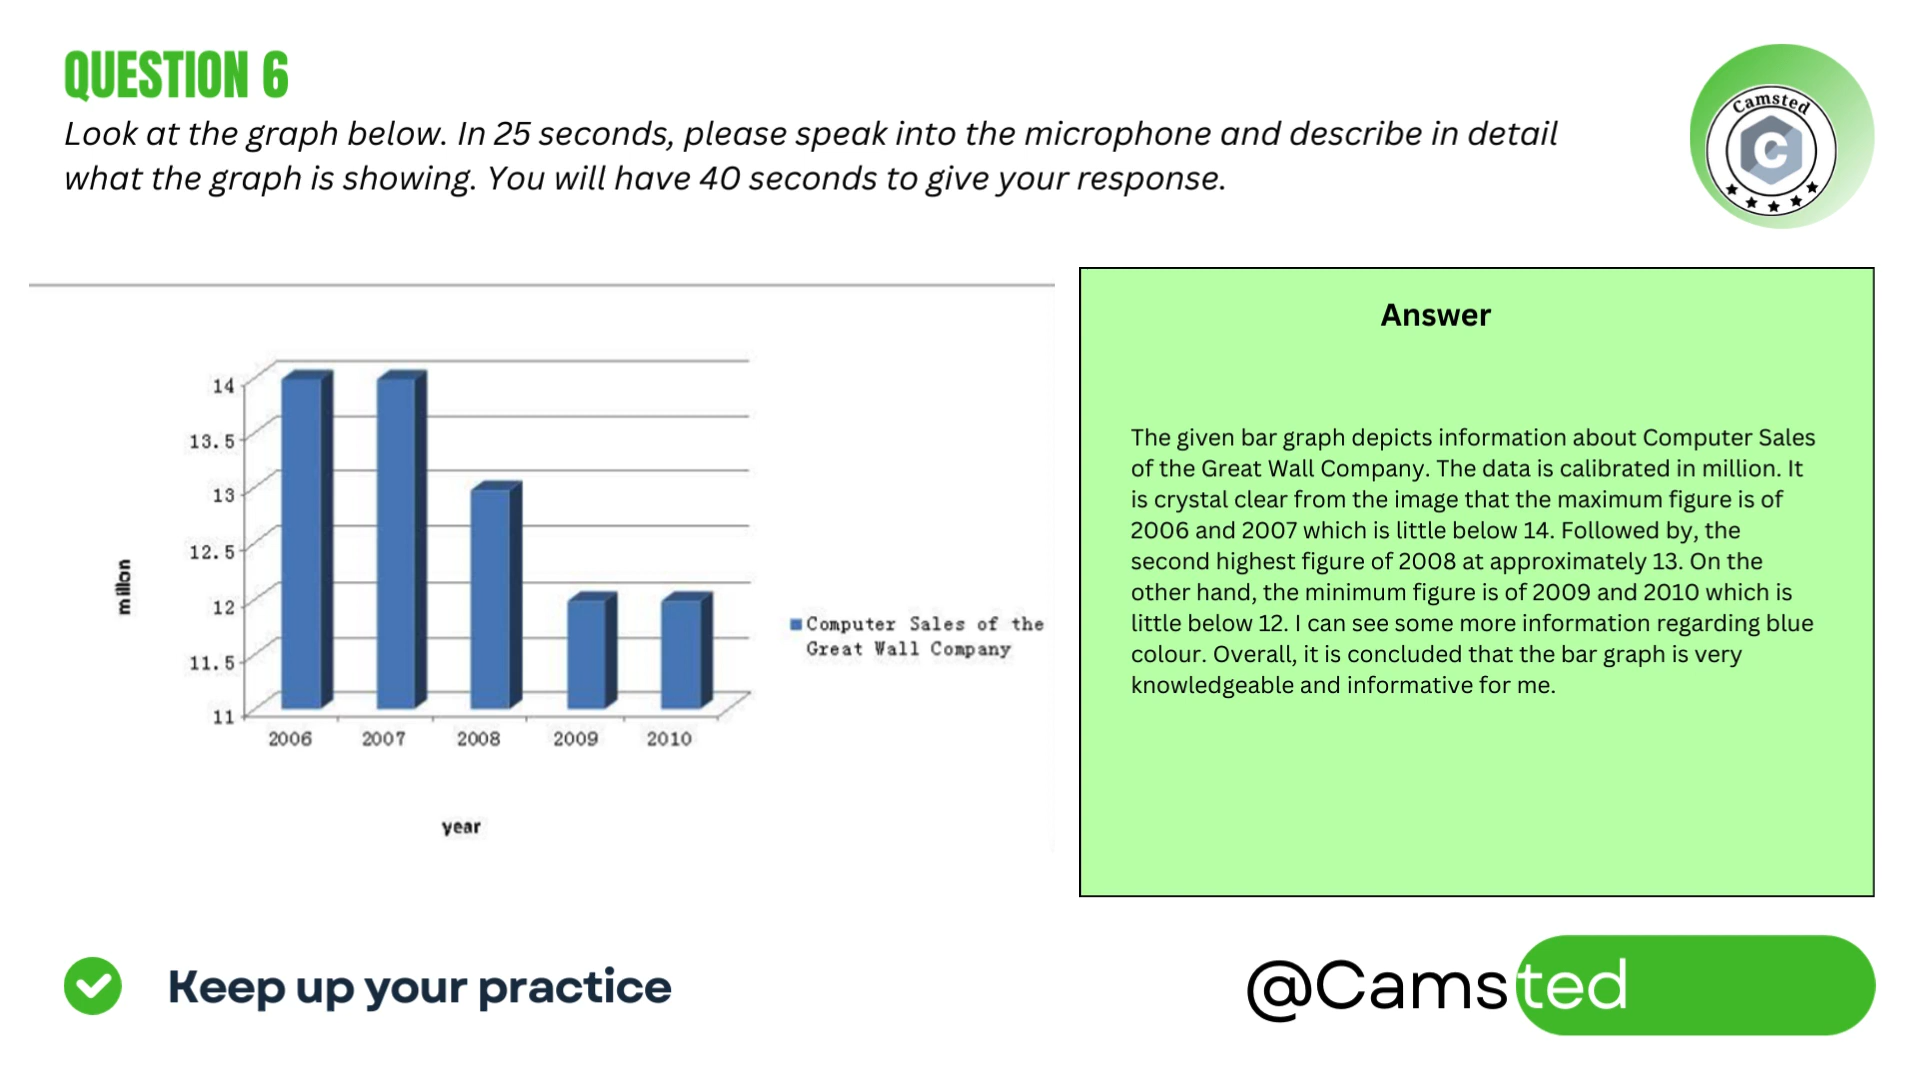 QUESTION 6
Look at the graph below. In 25 seconds, please speak into the microphone and describe in detail
what the graph is showing. You will have 40 seconds to give your response.
Camsted
C
14
13.5
13
12.5
12
11.5
11
millon
2006 2007 2008 2009 2010
year
Computer Sales of the
Great Wall Company
Answer
The given bar graph depicts information about Computer Sales
of the Great Wall Company. The data is calibrated in million. It
is crystal clear from the image that the maximum figure is of
2006 and 2007 which is little below 14. Followed by, the
second highest figure of 2008 at approximately 13. On the
other hand, the minimum figure is of 2009 and 2010 which is
little below 12. I can see some more information regarding blue
colour. Overall, it is concluded that the bar graph is very
knowledgeable and informative for me.
Keep up your practice
@Camsted